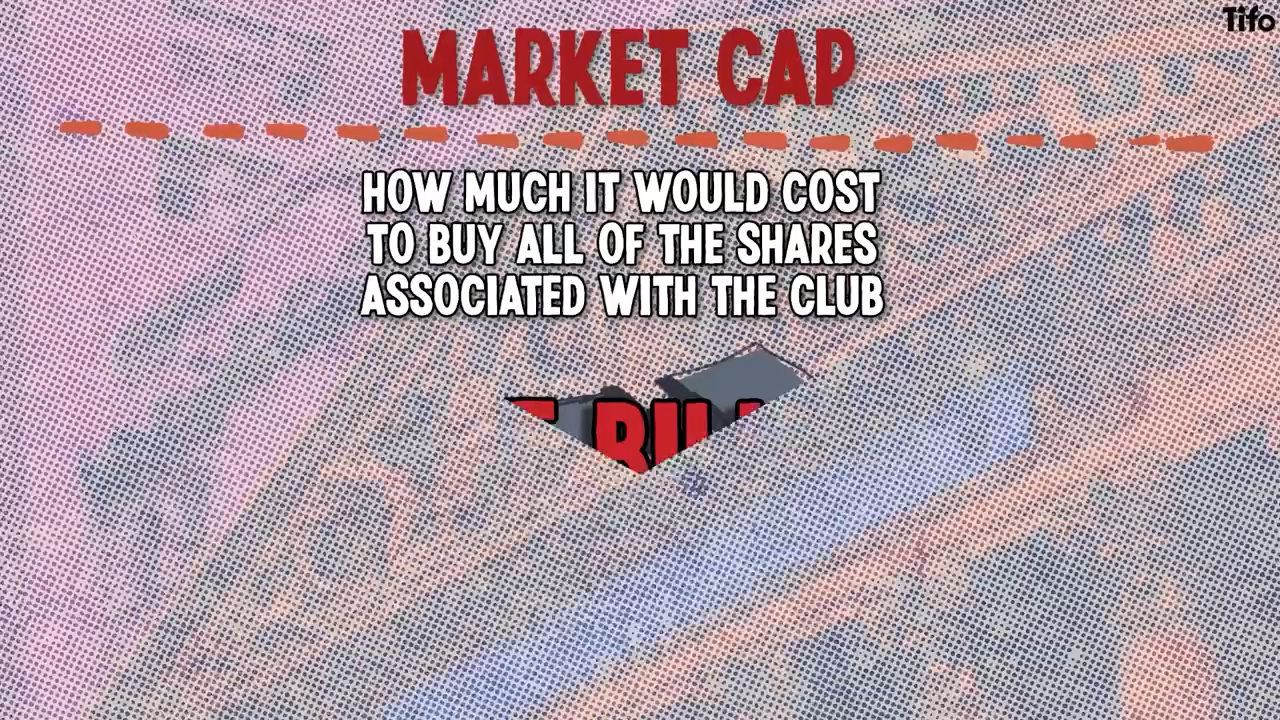 Tifo
MARKET CAP
HOW MUCH IT WOULD COST
TO BUY ALL OF THE SHARES
ASSOCIATED WITH THE CLUB